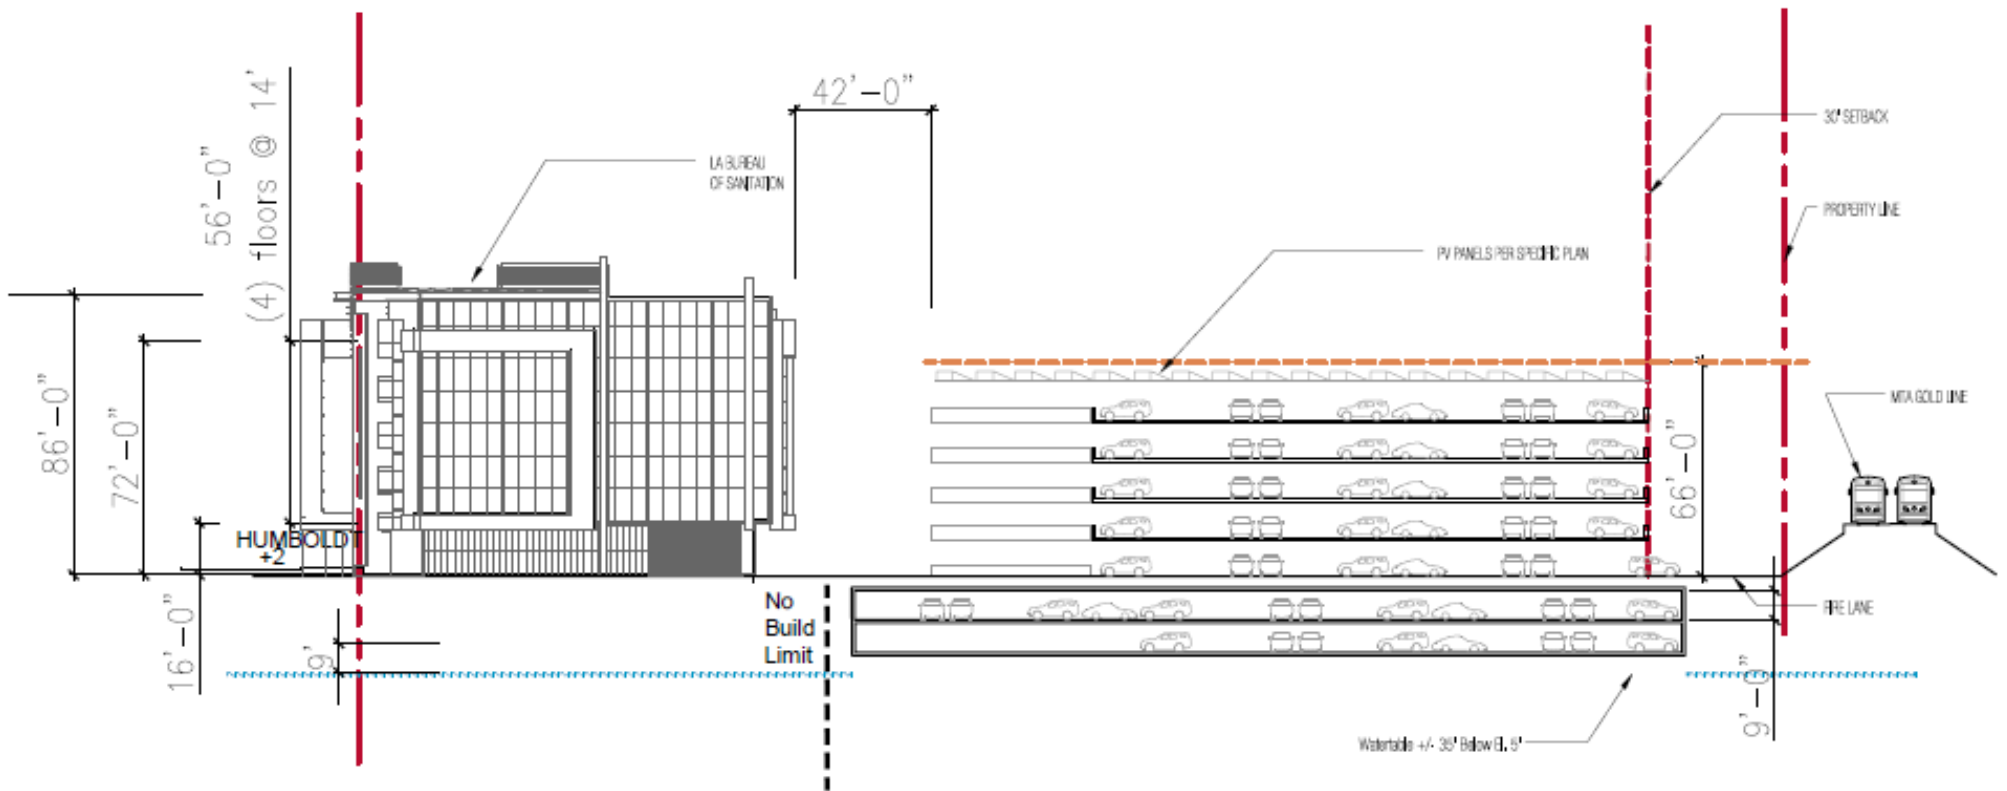 42'-0"
30' SETBACK
56'-0"
(4) floors @ 14'
LA BUREAU
OF SANITATION
PROPERTY LINE
PV PANELS PER SPECIFIC PLAN
86'-0"
72'-0"
MTA GOLD LINE
66'-0"
HUMBOLDT
+2'
16'-0"
9'
No
Build
Limit
FIRE LANE
9'-0"
Watertable +/- 35' Below El. 5'